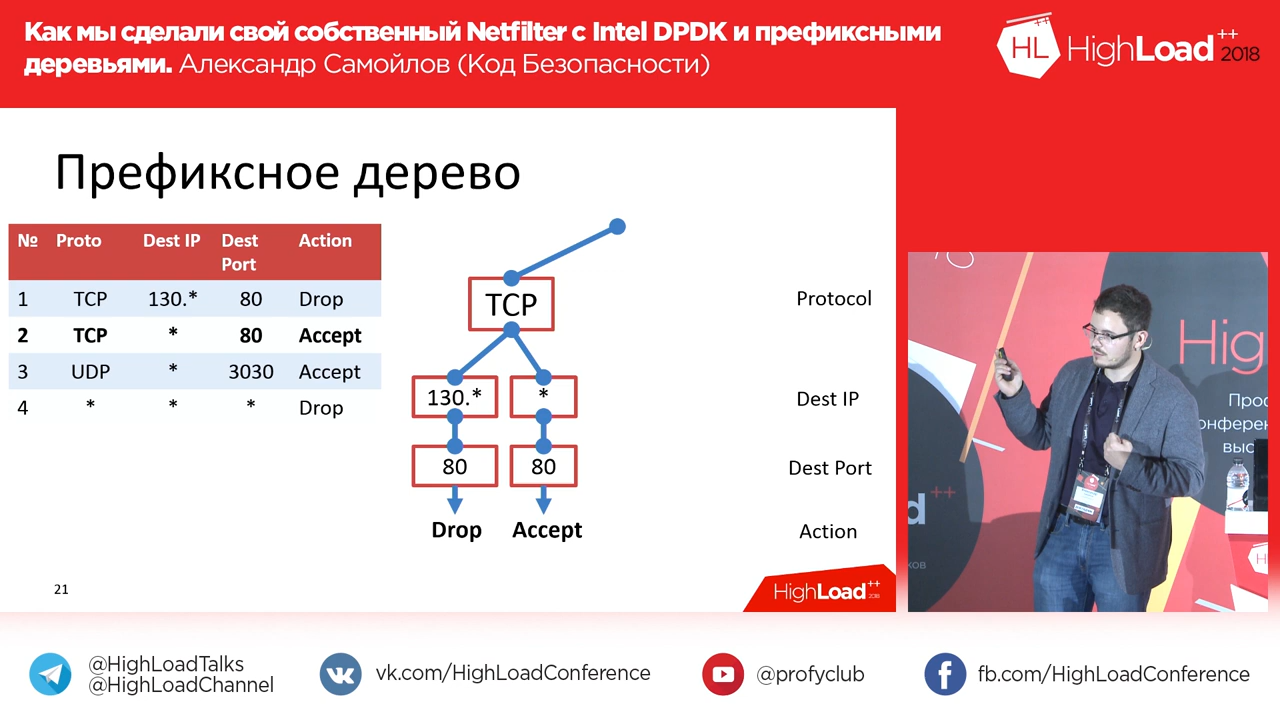 Как мы сделали свой собственный Netfilter с Intel DPDK и префиксными
деревьями. Александр Самойлов (Код Безопасности)
HL HighLoad++ 2018
Префиксное дерево
№ Proto Dest IP Dest Port Action
1 TCP 130.* 80 Drop
2 TCP * 80 Accept
3 UDP * 3030 Accept
4 * * * Drop
TCP
130.* *
80 80
Drop Accept
Protocol
Dest IP
Dest Port
Action
21
HighLoad++
Hig
@HighLoadTalks
@HighLoadChannel
vk.com/HighLoadConference
@profyclub
fb.com/HighLoadConference